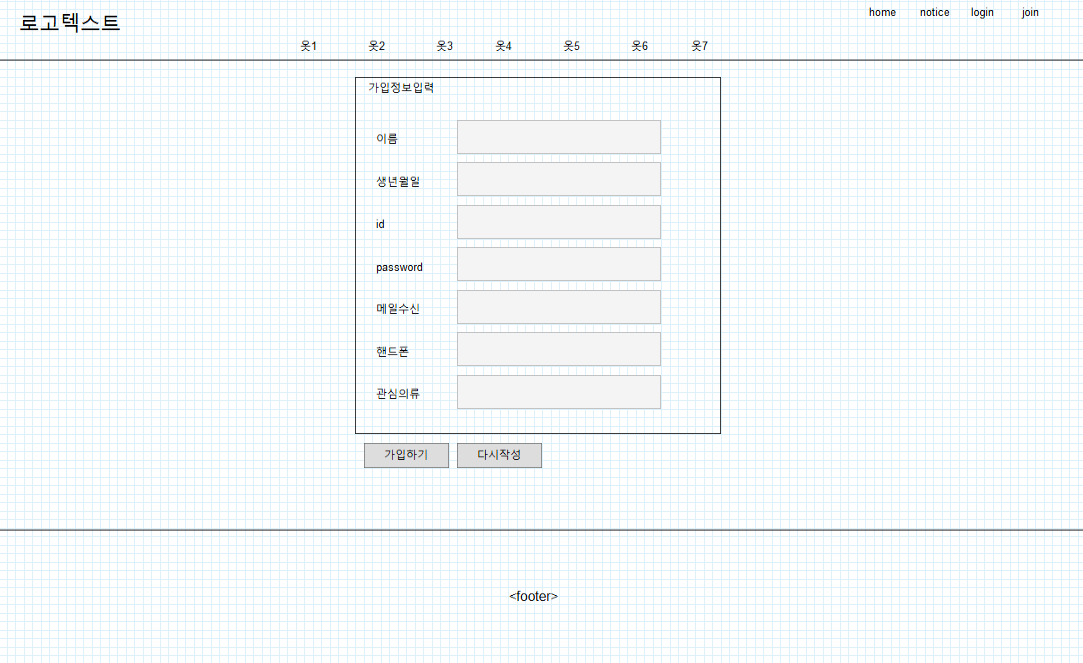 로고텍스트
home notice login join
옷1 옷2 옷3 옷4 옷5 옷6 옷7
가입정보입력
이름
생년월일
id
password
메일수신
핸드폰
관심의류
가입하기 다시작성
<footer>